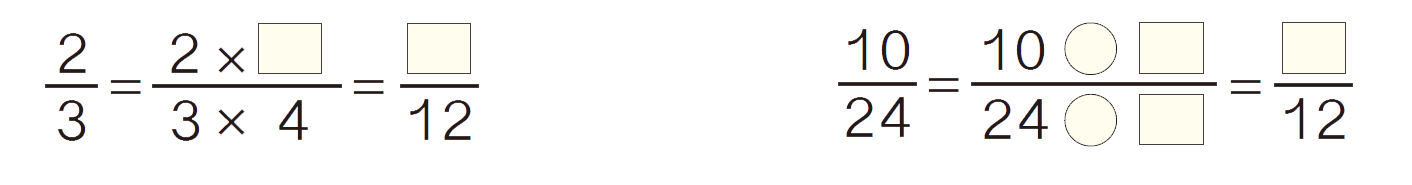 2/3 = 2 × □ / 3 × 4 = □/12
10/24 = 10 ○ □ / 24 ○ □ = □/12